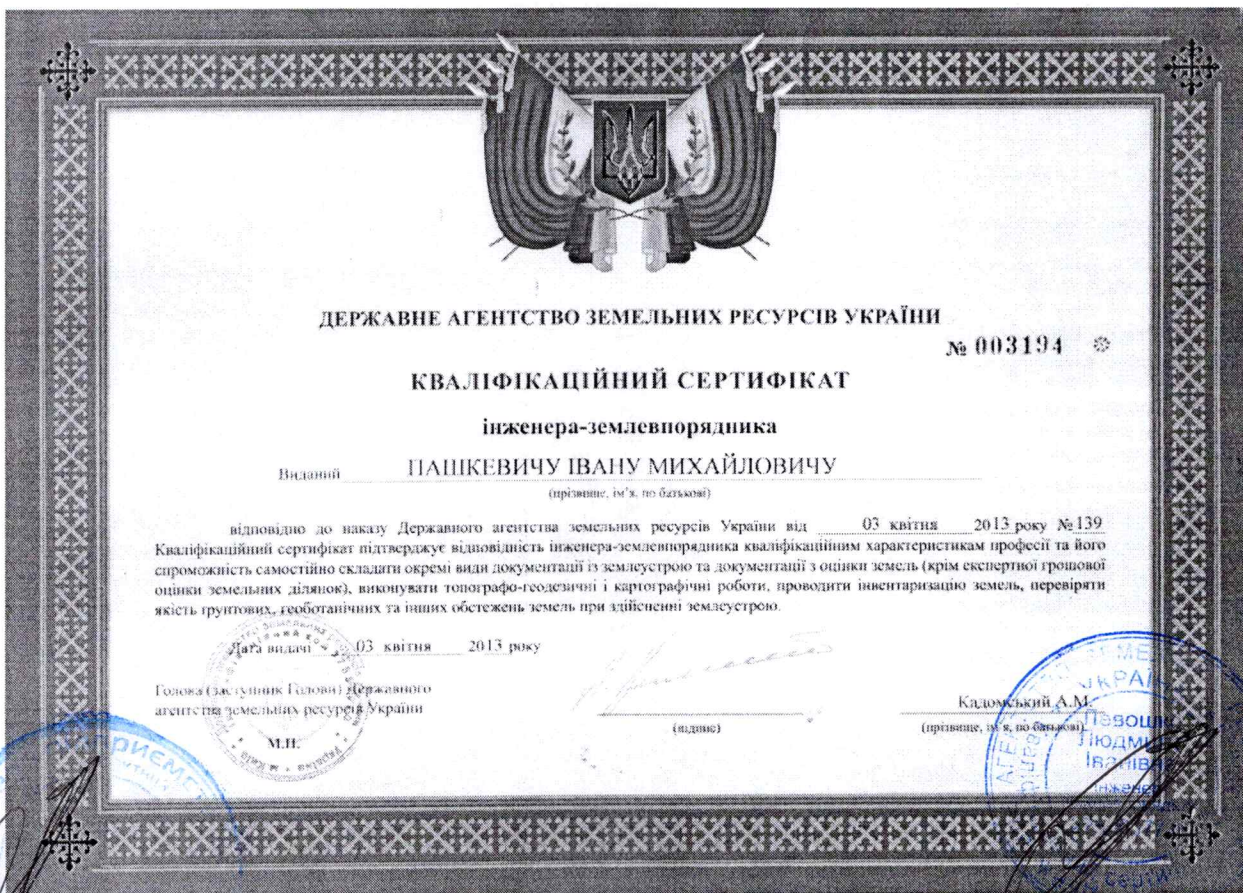 ДЕРЖАВНЕ АГЕНТСТВО ЗЕМЕЛЬНИХ РЕСУРСІВ УКРАЇНИ
№ 003194
КВАЛІФІКАЦІЙНИЙ СЕРТИФІКАТ
інженера-землевпорядника
Виданий ПАШКЕВИЧУ ІВАНУ МИХАЙЛОВИЧУ
(прізвище, ім'я, по батькові)
відповідно до наказу Державного агентства земельних ресурсів України від 03 квітня 2013 року № 139
Кваліфікаційний сертифікат підтверджує відповідність інженера-землевпорядника кваліфікаційним характеристикам професії та його
спроможність самостійно складати окремі види документації із землеустрою та документації з оцінки земель (крім експертної грошової
оцінки земельних ділянок), виконувати топографо-геодезичні і картографічні роботи, проводити інвентаризацію земель, перевіряти
якість ґрунтових, геоботанічних та інших обстежень земель при здійсненні землеустрою.
Дата видачі 03 квітня 2013 року
Голова (заступник Голови) Державного
агентства земельних ресурсів України
Кадомський А.М.
(підпис) (прізвище, ім'я, по батькові)
М.П.
Людми
Іванівна